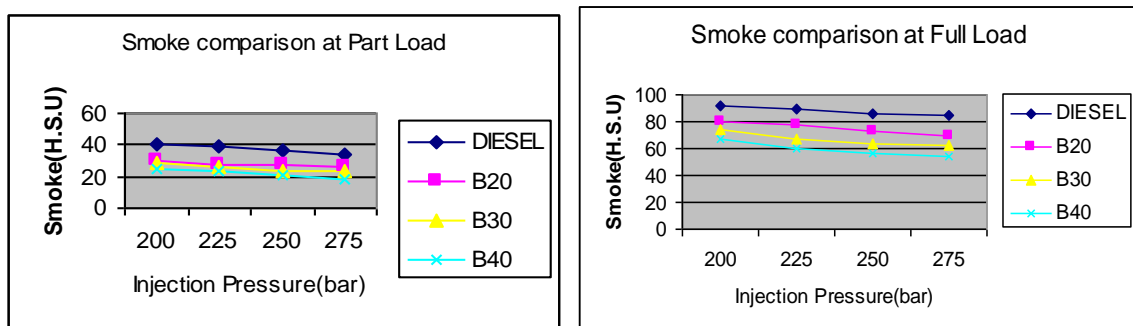 Smoke comparison at Part Load
Smoke(H.S.U)
60
40
20
0
200 225 250 275
Injection Pressure(bar)
DIESEL
B20
B30
B40
Smoke comparison at Full Load
Smoke(H.S.U)
100
80
60
40
20
0
200 225 250 275
Injection Pressure(bar)
DIESEL
B20
B30
B40